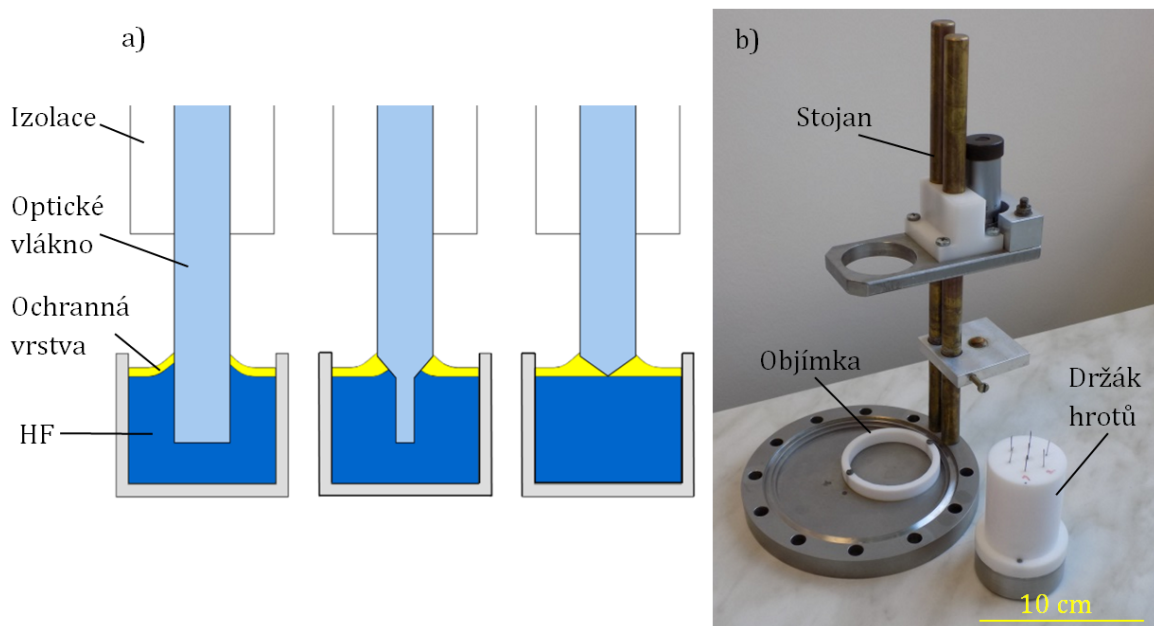 a)
Izolace
Optické
vlákno
Ochranná
vrstva
HF
b)
Stojan
Objímka
Držák
hrotů
10 cm